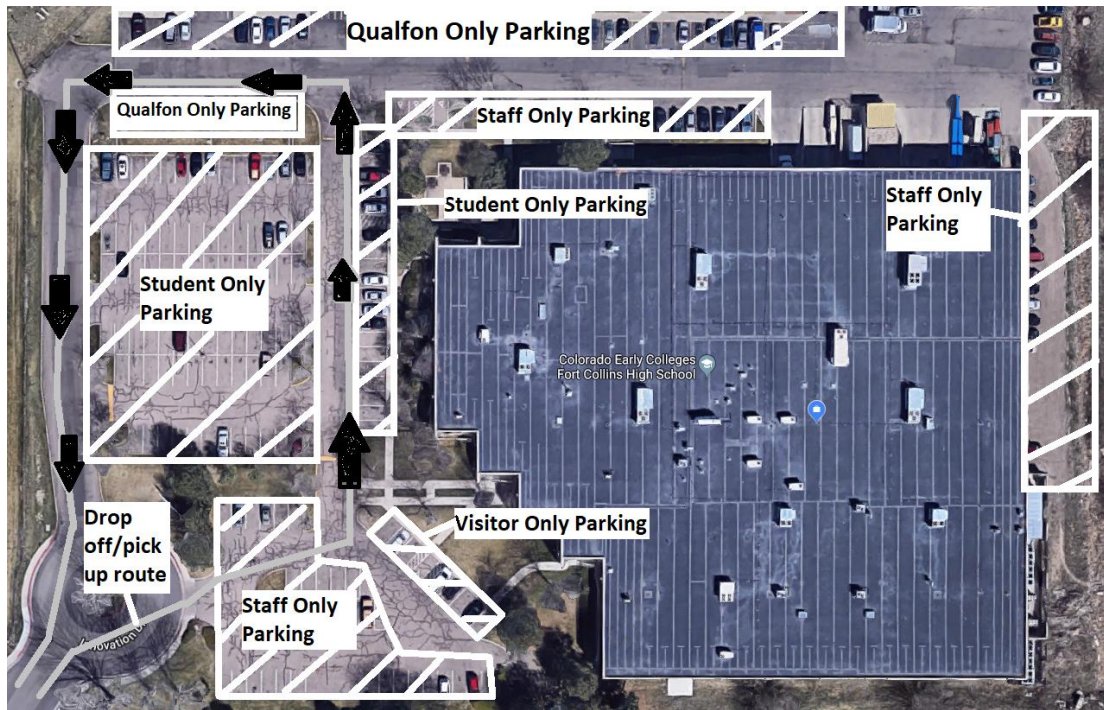 Qualfon Only Parking
Qualfon Only Parking
Staff Only Parking
Student Only Parking
Staff Only
Parking
Student Only
Parking
Colorado Early Colleges
Fort Collins High School
Drop
off/pick
up route
Visitor Only Parking
Staff Only
Parking